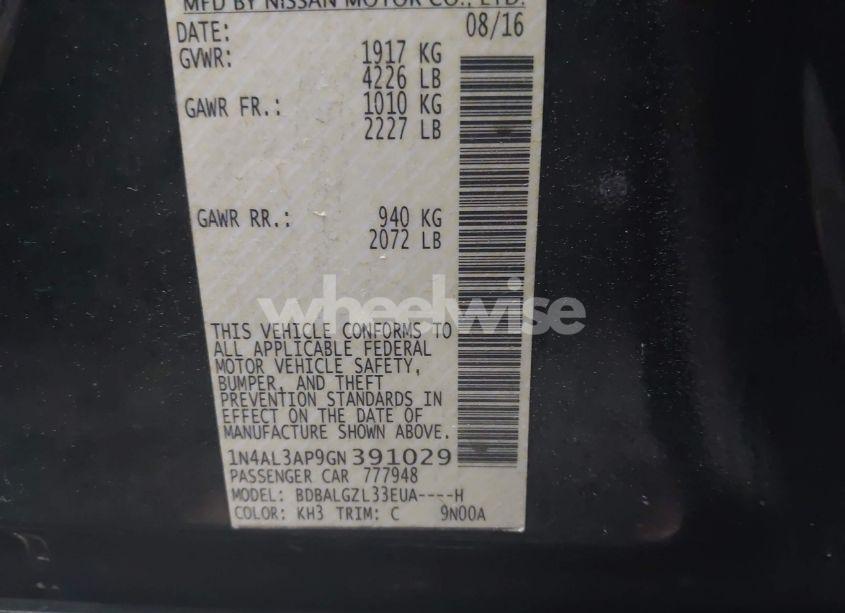 MFD BY NISSAN MOTOR CO., LTD.
DATE: 08/16
GVWR: 1917 KG
4226 LB
GAWR FR.: 1010 KG
2227 LB
GAWR RR.: 940 KG
2072 LB
wheelwise
THIS VEHICLE CONFORMS TO
ALL APPLICABLE FEDERAL
MOTOR VEHICLE SAFETY,
BUMPER, AND THEFT
PREVENTION STANDARDS IN
EFFECT ON THE DATE OF
MANUFACTURE SHOWN ABOVE.
1N4AL3AP9GN391029
PASSENGER CAR 777948
MODEL: BDBALGZL33EUA----H
COLOR: KH3 TRIM: C 9N00A